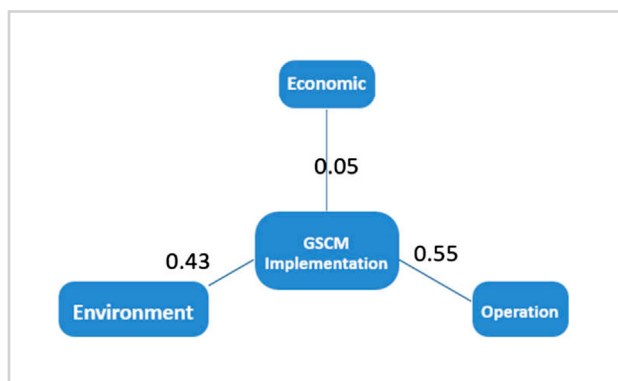 Economic
0.05
GSCM
Implementation
0.43
0.55
Environment
Operation